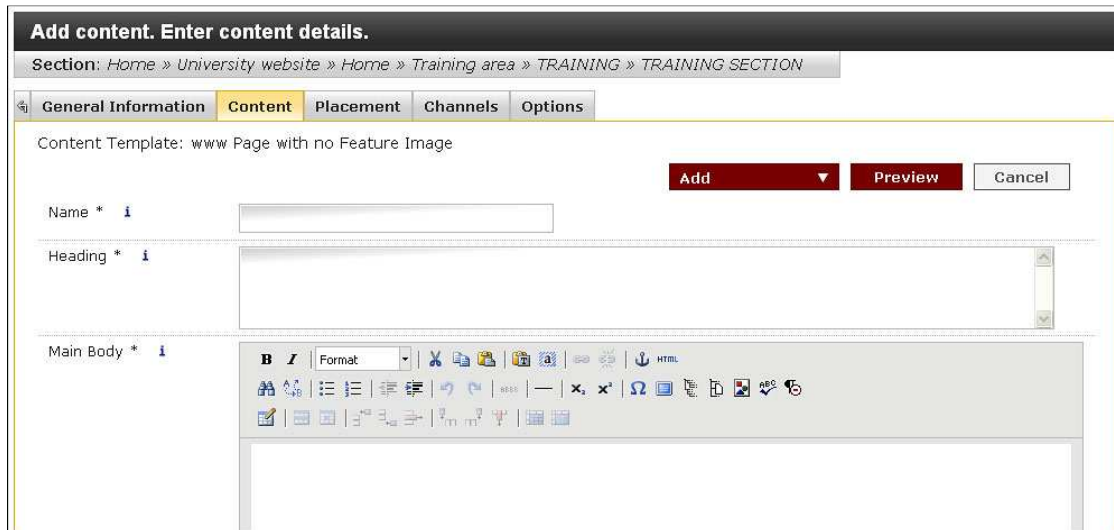 Add content. Enter content details.
Section: Home » University website » Home » Training area » TRAINING » TRAINING SECTION
General Information Content Placement Channels Options
Content Template: www Page with no Feature Image
Add Preview Cancel
Name * i
Heading * i
Main Body * i
B I Format HTML